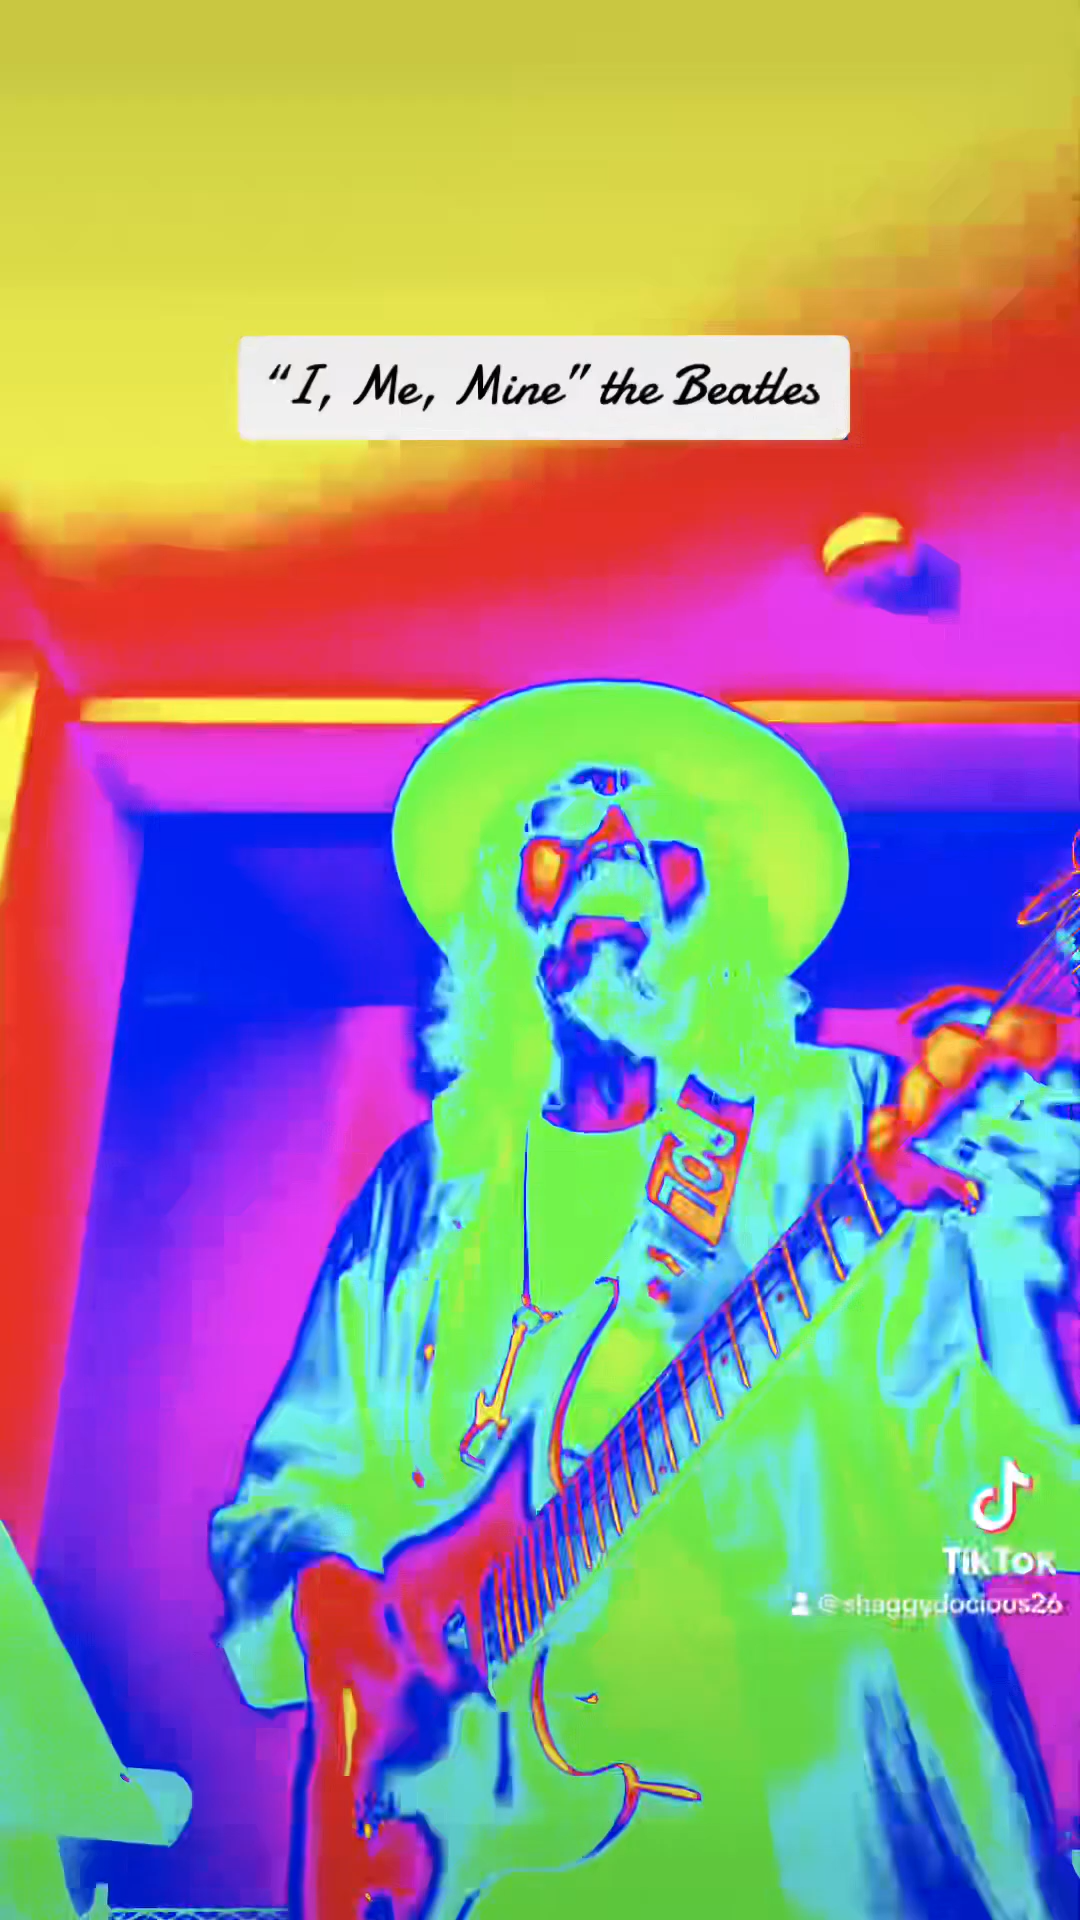 “I, Me, Mine” the Beatles
TikTok
@shaggydocious26